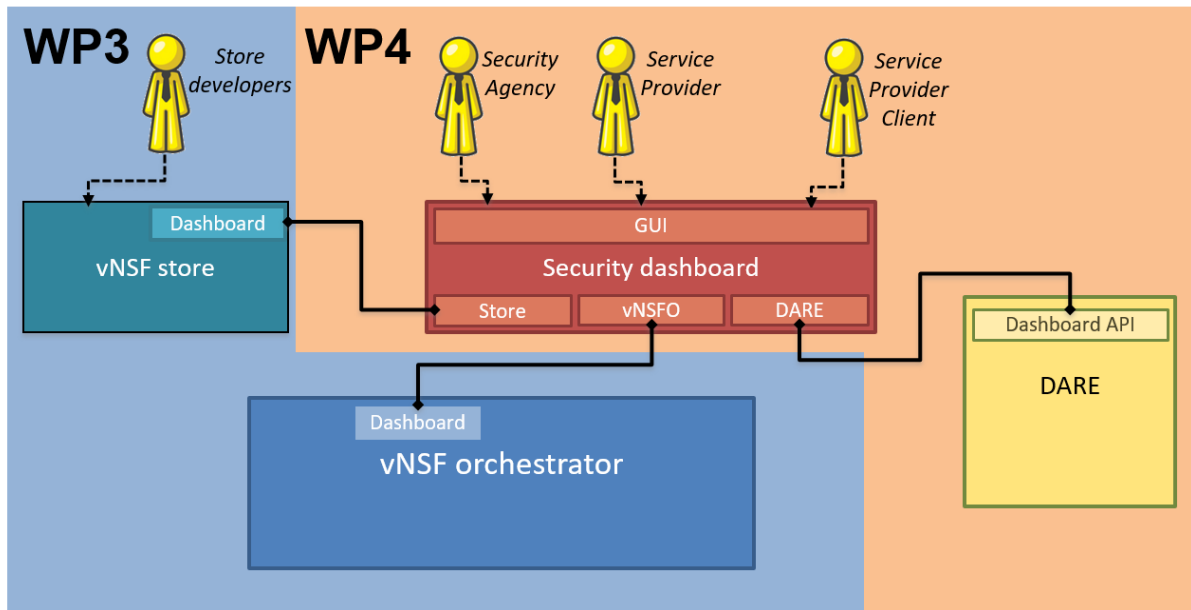 WP3
Store
developers
WP4
Security
Agency
Service
Provider
Service
Provider
Client
Dashboard
vNSF store
GUI
Security dashboard
Store
vNSFO
DARE
Dashboard API
DARE
Dashboard
vNSF orchestrator